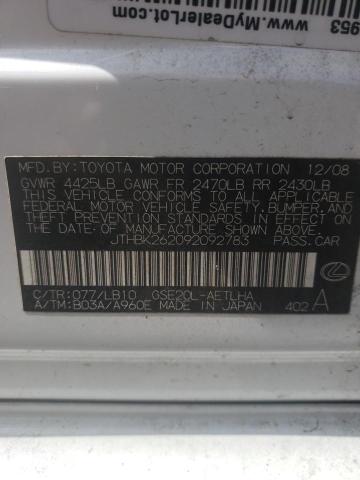 953
www.MyDealerLot.com
MFD. BY: TOYOTA MOTOR CORPORATION 12/08
GVWR 4425LB GAWR FR 2470LB RR 2430LB
THIS VEHICLE CONFORMS TO ALL APPLICABLE
FEDERAL MOTOR VEHICLE SAFETY, BUMPER, AND
THEFT PREVENTION STANDARDS IN EFFECT ON
THE DATE OF MANUFACTURE SHOWN ABOVE.
JTHBK262092092783 PASS. CAR
C/TR: 077/LB10 GSE20L-AETLHA
A/TM: B03A/A960E MADE IN JAPAN 402 A